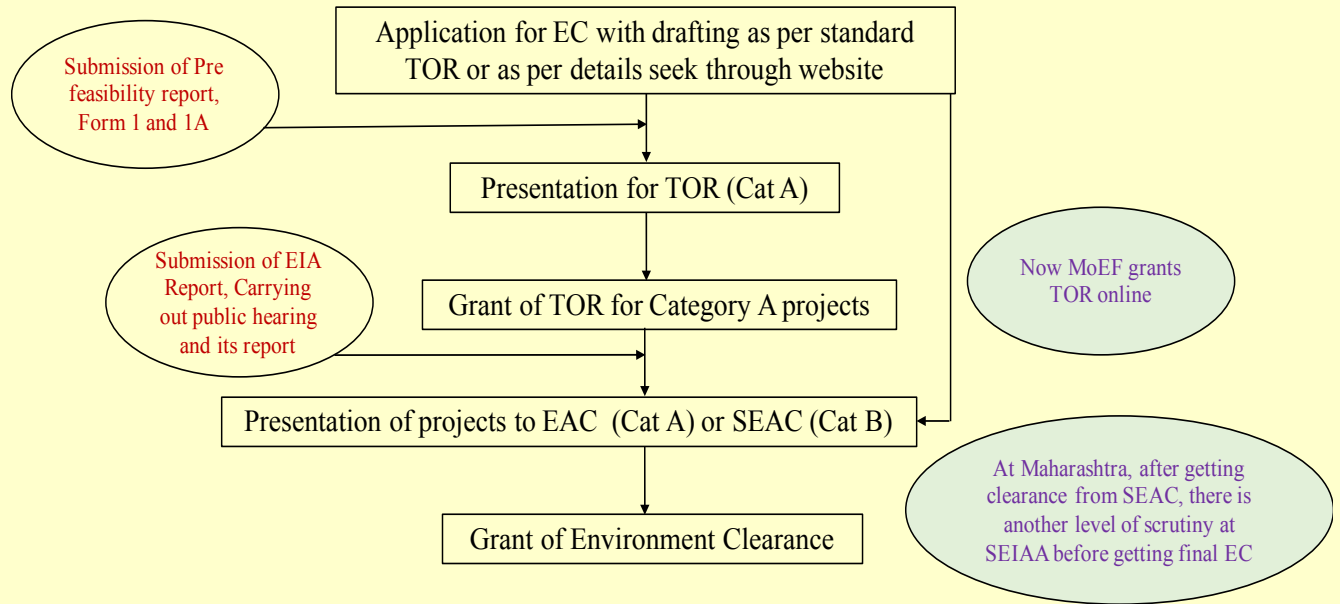 Application for EC with drafting as per standard
TOR or as per details seek through website
Submission of Pre
feasibility report,
Form 1 and 1A
Presentation for TOR (Cat A)
Submission of EIA
Report, Carrying
out public hearing
and its report
Now MoEF grants
TOR online
Grant of TOR for Category A projects
Presentation of projects to EAC (Cat A) or SEAC (Cat B)
At Maharashtra, after getting
clearance from SEAC, there is
another level of scrutiny at
SEIAA before getting final EC
Grant of Environment Clearance